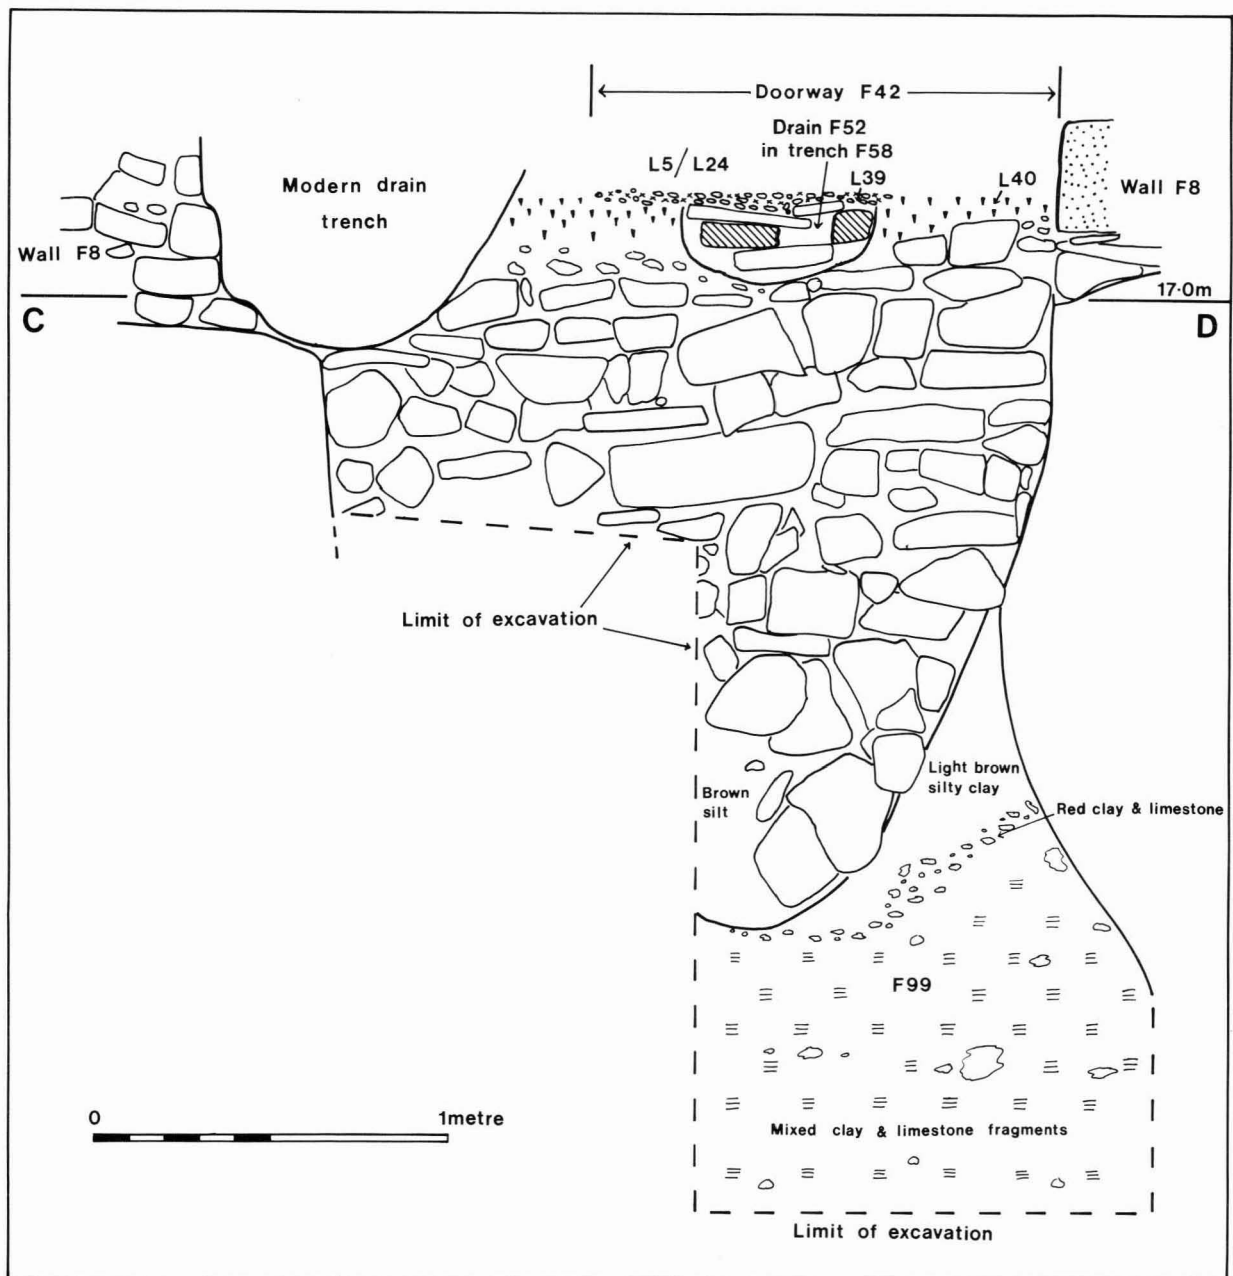 Doorway F42
Drain F52
in trench F58
L5/L24
L39
L40
Modern drain
trench
Wall F8
Wall F8
17·0m
C
D
Limit of excavation
Brown
silt
Light brown
silty clay
Red clay & limestone
F99
0
1metre
Mixed clay & limestone fragments
Limit of excavation